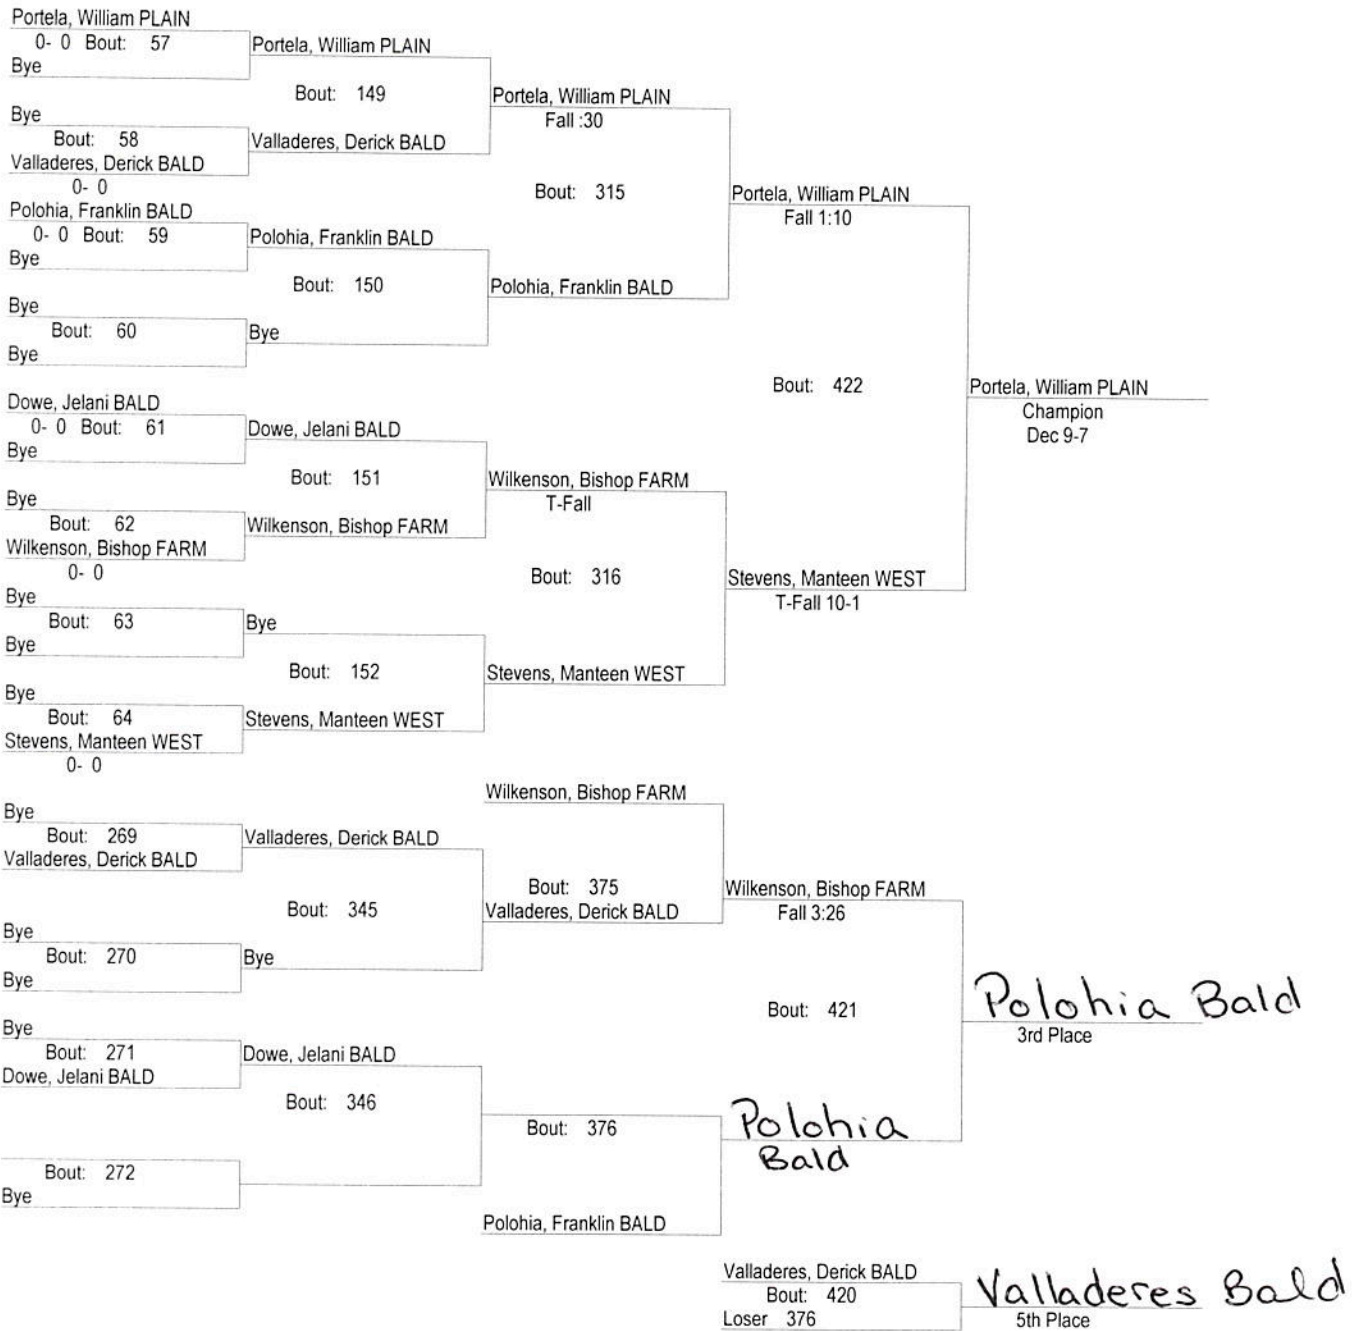 Portela, William PLAIN
0- 0 Bout: 57
Bye
Portela, William PLAIN
Bout: 149
Bye
Bout: 58
Valladeres, Derick BALD
0- 0
Valladeres, Derick BALD
Portela, William PLAIN
Fall :30
Bout: 315
Polohia, Franklin BALD
0- 0 Bout: 59
Bye
Polohia, Franklin BALD
Bout: 150
Bye
Bout: 60
Bye
Bye
Polohia, Franklin BALD
Portela, William PLAIN
Fall 1:10
Bout: 422
Dowe, Jelani BALD
0- 0 Bout: 61
Bye
Dowe, Jelani BALD
Bout: 151
Bye
Bout: 62
Wilkenson, Bishop FARM
0- 0
Wilkenson, Bishop FARM
Wilkenson, Bishop FARM
T-Fall
Bout: 316
Bye
Bout: 63
Bye
Bye
Bout: 152
Bye
Bout: 64
Stevens, Manteen WEST
0- 0
Stevens, Manteen WEST
Stevens, Manteen WEST
Stevens, Manteen WEST
T-Fall 10-1
Portela, William PLAIN
Champion
Dec 9-7
Wilkenson, Bishop FARM
Bye
Bout: 269
Valladeres, Derick BALD
Valladeres, Derick BALD
Bout: 345
Bye
Bout: 270
Bye
Bye
Bout: 375
Valladeres, Derick BALD
Wilkenson, Bishop FARM
Fall 3:26
Bout: 421
Bye
Bout: 271
Dowe, Jelani BALD
Dowe, Jelani BALD
Bout: 346
Bout: 272
Bye
Bout: 376
Polohia, Franklin BALD
Polohia
Bald
Polohia Bald
3rd Place
Valladeres, Derick BALD
Bout: 420
Loser 376
Valladeres Bald
5th Place